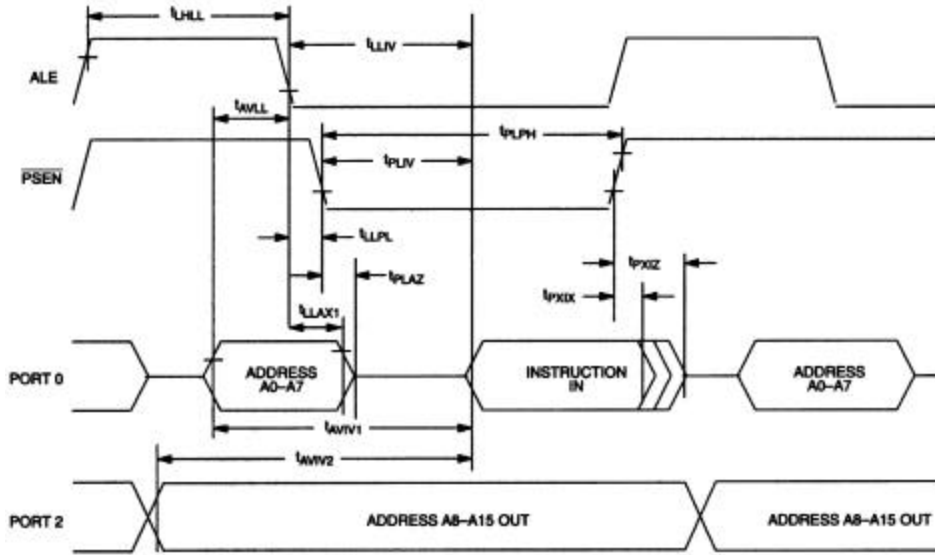 tLHLL
tLLIV
ALE
tAVLL
tPLPH
tPLIV
PSEN
tLLPL
tPLAZ
tPXIZ
tLLAX1
tPXIX
PORT 0
ADDRESS
A0–A7
INSTRUCTION
IN
ADDRESS
A0–A7
tAVIV1
tAVIV2
PORT 2
ADDRESS A8–A15 OUT
ADDRESS A8–A15 OUT